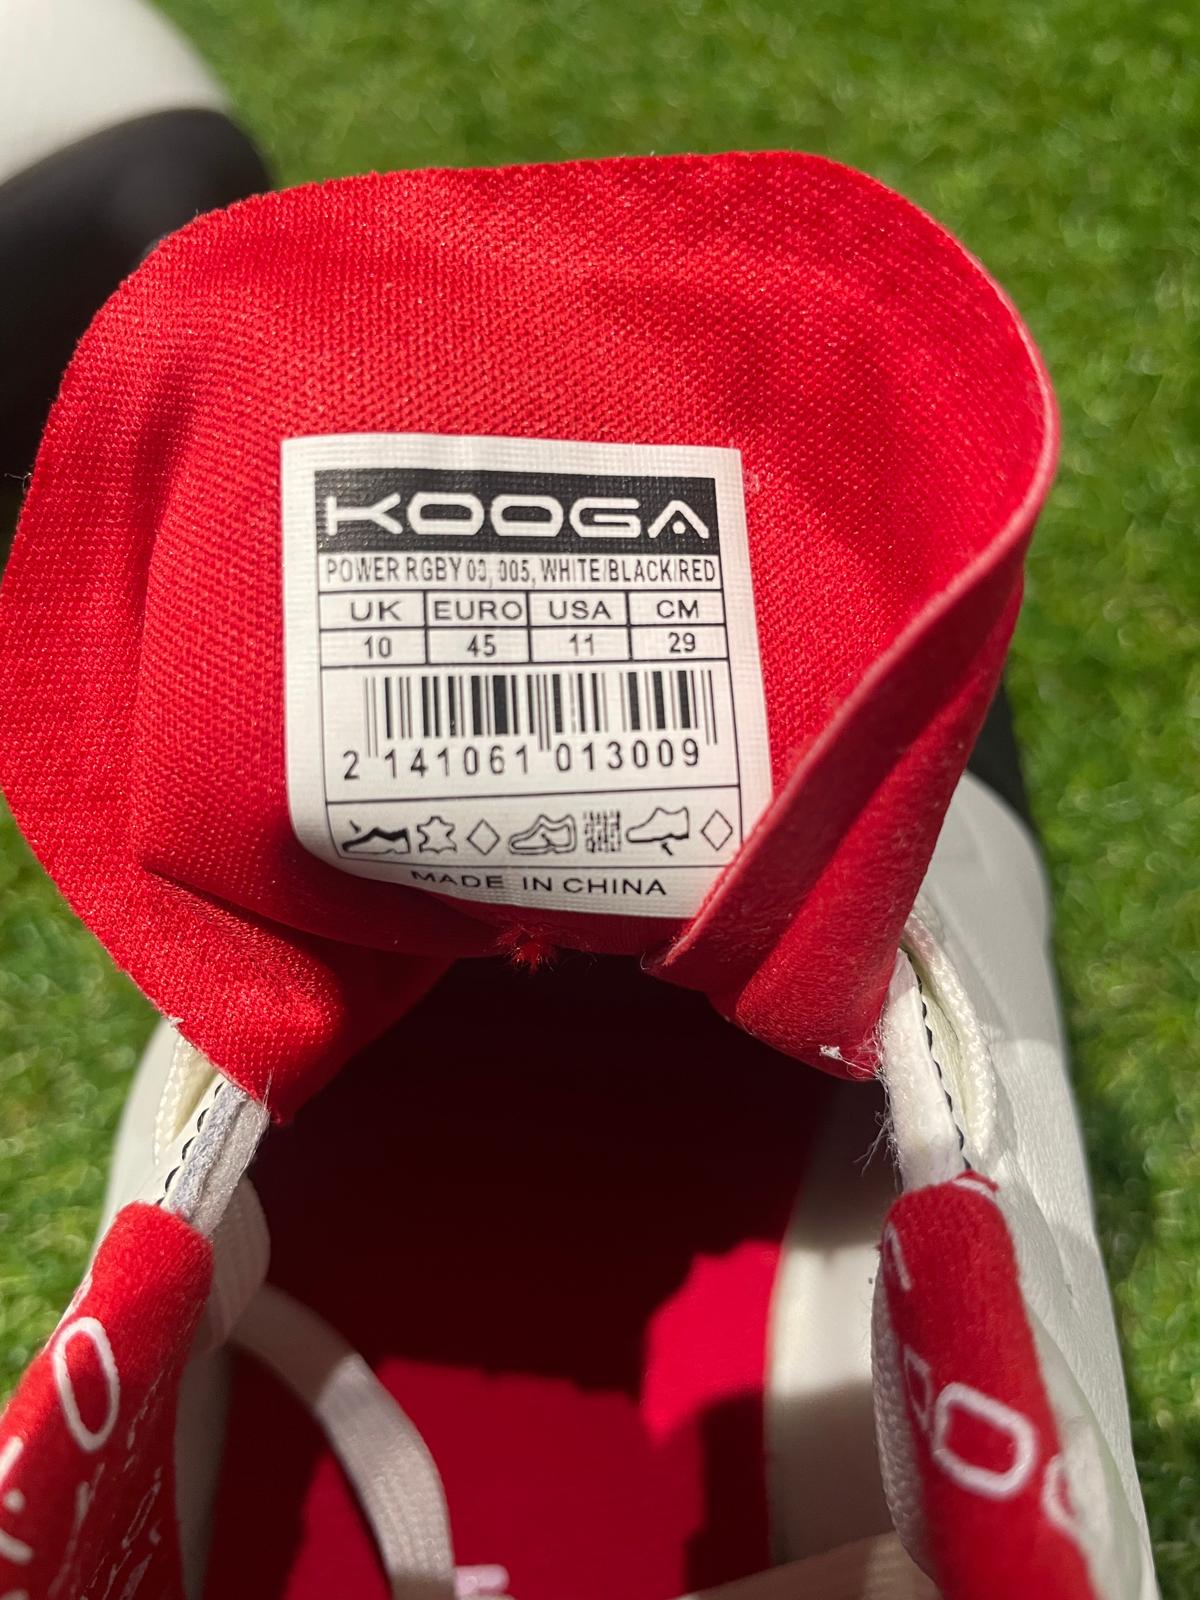 KOOGA
POWER RGBY 00, 005, WHITE/BLACK/RED
UK EURO USA CM
10 45 11 29
2 141061 013009
MADE IN CHINA